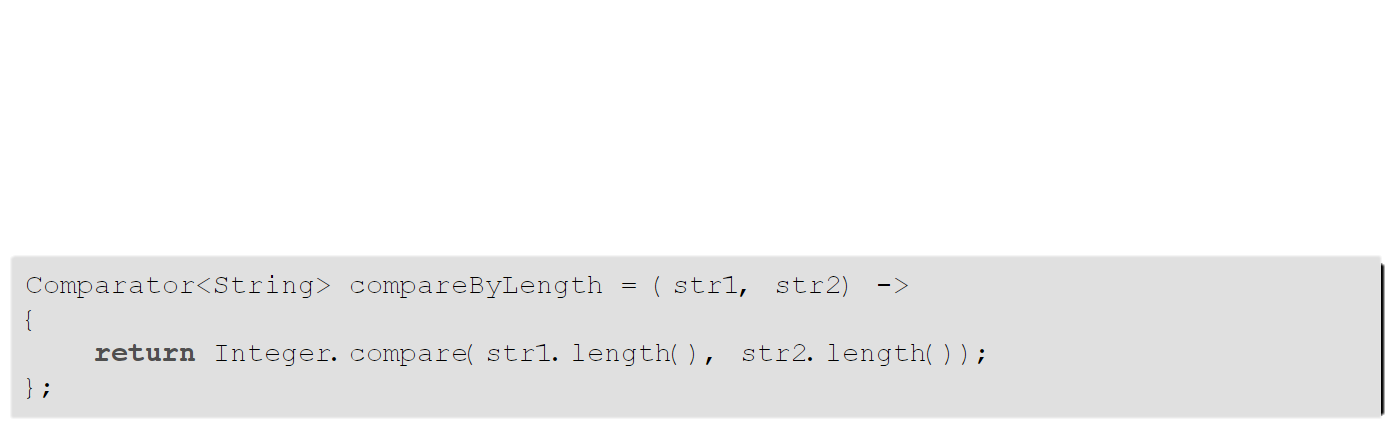 Comparator<String> compareByLength = (str1, str2) ->
{
    return Integer.compare(str1.length(), str2.length());
};